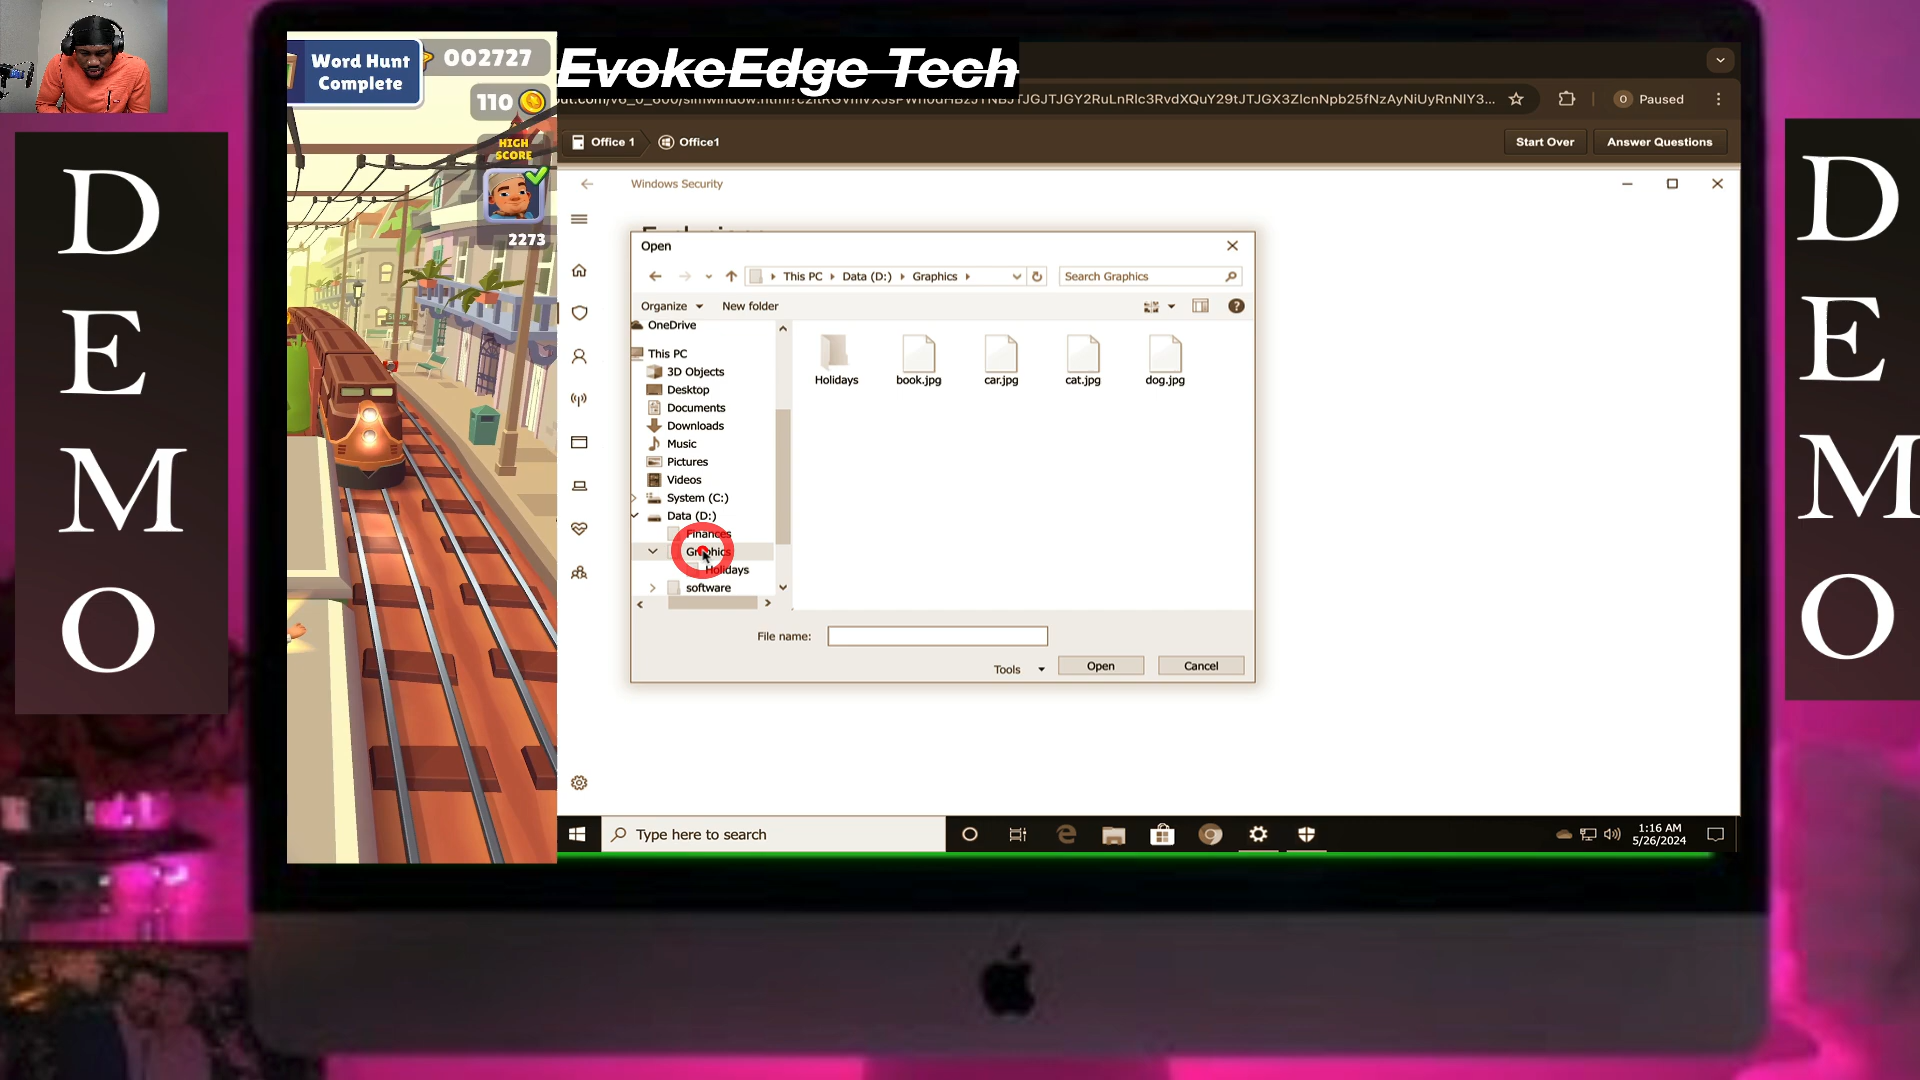 DEMO
Word Hunt
Complete
002727
110
HIGH
SCORE
2273
EvokeEdge Tech
Paused
Office 1
Office1
Start Over
Answer Questions
Windows Security
Open
This PC
Data (D:)
Graphics
Search Graphics
Organize
New folder
OneDrive
This PC
3D Objects
Desktop
Documents
Downloads
Music
Pictures
Videos
System (C:)
Data (D:)
Finances
Graphics
Holidays
software
Holidays
book.jpg
car.jpg
cat.jpg
dog.jpg
File name:
Tools
Open
Cancel
Type here to search
1:16 AM
5/26/2024
DEMO